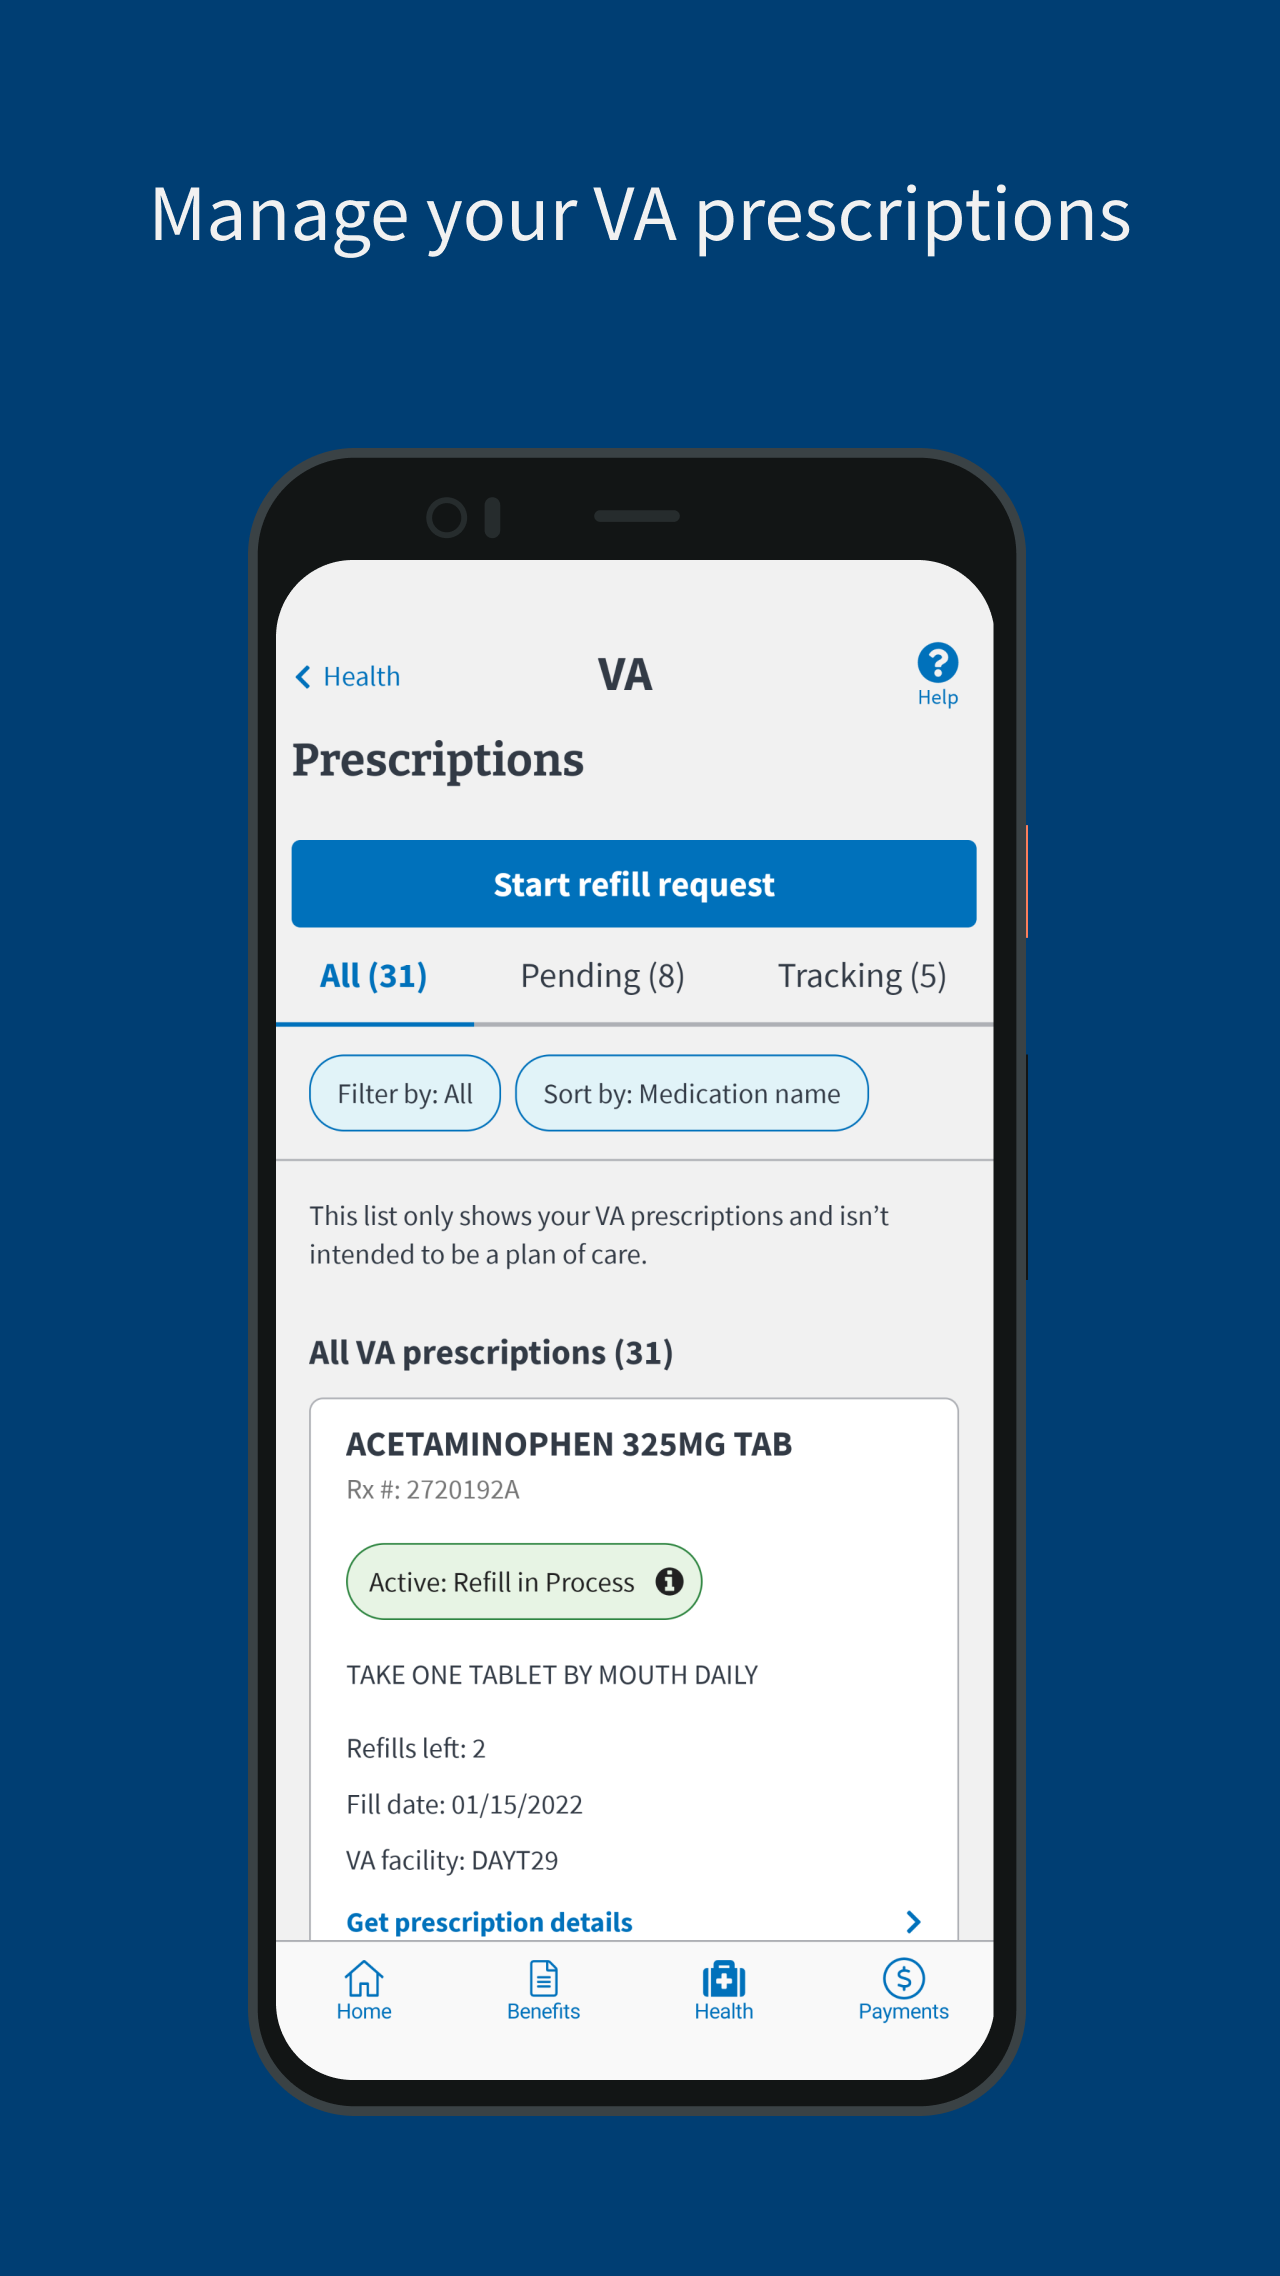 Manage your VA prescriptions
Health
VA
Help
Prescriptions
Start refill request
All (31)
Pending (8)
Tracking (5)
Filter by: All
Sort by: Medication name
This list only shows your VA prescriptions and isn’t
intended to be a plan of care.
All VA prescriptions (31)
ACETAMINOPHEN 325MG TAB
Rx #: 2720192A
Active: Refill in Process
TAKE ONE TABLET BY MOUTH DAILY
Refills left: 2
Fill date: 01/15/2022
VA facility: DAYT29
Get prescription details
Home
Benefits
Health
Payments